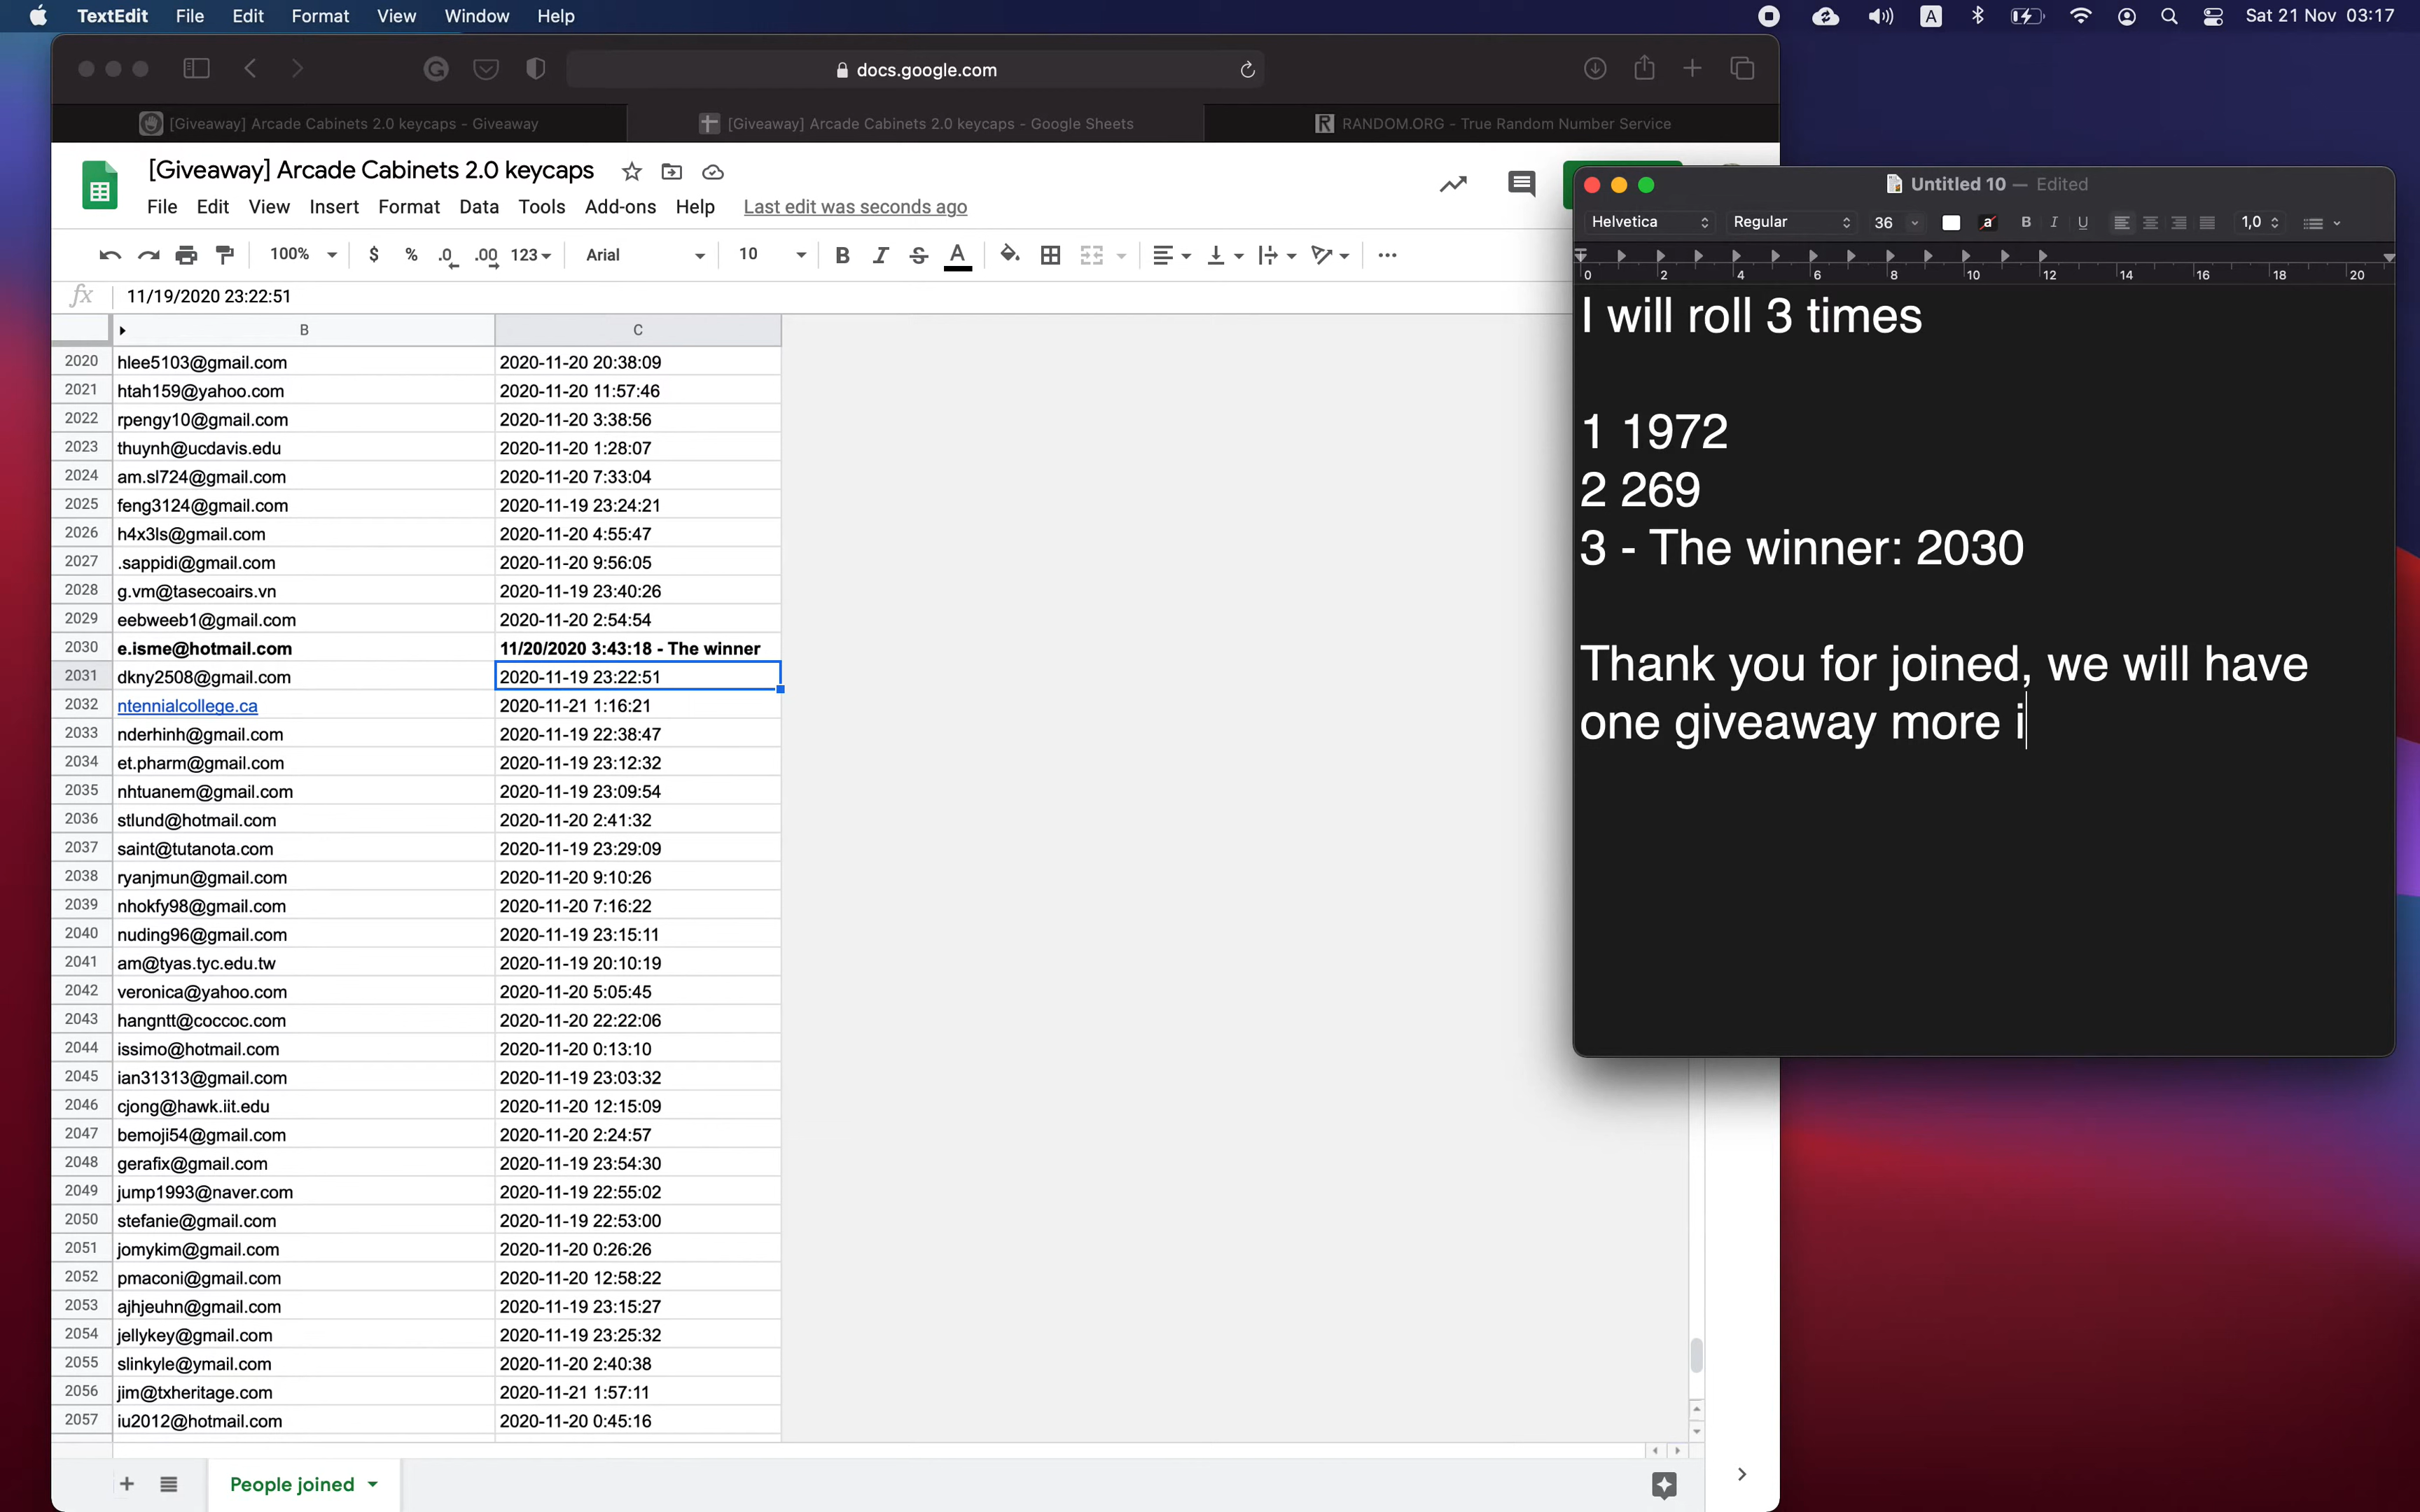 TextEdit File Edit Format View Window Help
A Sat 21 Nov 03:17
docs.google.com
[Giveaway] Arcade Cabinets 2.0 keycaps - Giveaway
[Giveaway] Arcade Cabinets 2.0 keycaps - Google Sheets
RANDOM.ORG - True Random Number Service
[Giveaway] Arcade Cabinets 2.0 keycaps
File Edit View Insert Format Data Tools Add-ons Help Last edit was seconds ago
100% $ % .0 .00 123 Arial 10 B I S A
fx 11/19/2020 23:22:51
B C
2020 hlee5103@gmail.com 2020-11-20 20:38:09
2021 htah159@yahoo.com 2020-11-20 11:57:46
2022 rpengy10@gmail.com 2020-11-20 3:38:56
2023 thuynh@ucdavis.edu 2020-11-20 1:28:07
2024 am.sl724@gmail.com 2020-11-20 7:33:04
2025 feng3124@gmail.com 2020-11-19 23:24:21
2026 h4x3ls@gmail.com 2020-11-20 4:55:47
2027 .sappidi@gmail.com 2020-11-20 9:56:05
2028 g.vm@tasecoairs.vn 2020-11-19 23:40:26
2029 eebweeb1@gmail.com 2020-11-20 2:54:54
2030 e.isme@hotmail.com 11/20/2020 3:43:18 - The winner
2031 dkny2508@gmail.com 2020-11-19 23:22:51
2032 ntennialcollege.ca 2020-11-21 1:16:21
2033 nderhinh@gmail.com 2020-11-19 22:38:47
2034 et.pharm@gmail.com 2020-11-19 23:12:32
2035 nhtuanem@gmail.com 2020-11-19 23:09:54
2036 stlund@hotmail.com 2020-11-20 2:41:32
2037 saint@tutanota.com 2020-11-19 23:29:09
2038 ryanjmun@gmail.com 2020-11-20 9:10:26
2039 nhokfy98@gmail.com 2020-11-20 7:16:22
2040 nuding96@gmail.com 2020-11-19 23:15:11
2041 am@tyas.tyc.edu.tw 2020-11-19 20:10:19
2042 veronica@yahoo.com 2020-11-20 5:05:45
2043 hangntt@coccoc.com 2020-11-20 22:22:06
2044 issimo@hotmail.com 2020-11-20 0:13:10
2045 ian31313@gmail.com 2020-11-19 23:03:32
2046 cjong@hawk.iit.edu 2020-11-20 12:15:09
2047 bemoji54@gmail.com 2020-11-20 2:24:57
2048 gerafix@gmail.com 2020-11-19 23:54:30
2049 jump1993@naver.com 2020-11-19 22:55:02
2050 stefanie@gmail.com 2020-11-19 22:53:00
2051 jomykim@gmail.com 2020-11-20 0:26:26
2052 pmaconi@gmail.com 2020-11-20 12:58:22
2053 ajhjeuhn@gmail.com 2020-11-19 23:15:27
2054 jellykey@gmail.com 2020-11-19 23:25:32
2055 slinkyle@ymail.com 2020-11-20 2:40:38
2056 jim@txheritage.com 2020-11-21 1:57:11
2057 iu2012@hotmail.com 2020-11-20 0:45:16
People joined
Untitled 10 — Edited
Helvetica Regular 36 a B I U 1,0
0 2 4 6 8 10 12 14 16 18 20
I will roll 3 times
1 1972
2 269
3 - The winner: 2030
Thank you for joined, we will have
one giveaway more i